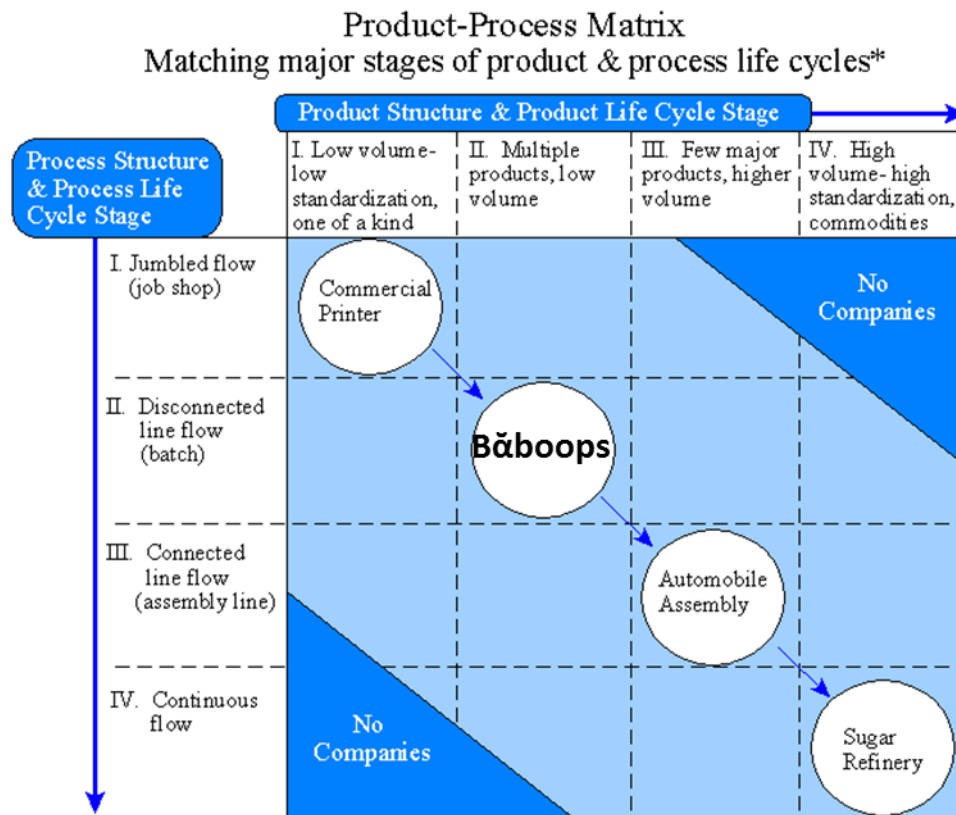 Product-Process Matrix
Matching major stages of product & process life cycles*
Product Structure & Product Life Cycle Stage
Process Structure
& Process Life
Cycle Stage
I. Low volume-
low
standardization,
one of a kind
II. Multiple
products, low
volume
III. Few major
products, higher
volume
IV. High
volume- high
standardization,
commodities
I. Jumbled flow
(job shop)
Commercial
Printer
No
Companies
II. Disconnected
line flow
(batch)
Bᾰboops
III. Connected
line flow
(assembly line)
Automobile
Assembly
IV. Continuous
flow
No
Companies
Sugar
Refinery